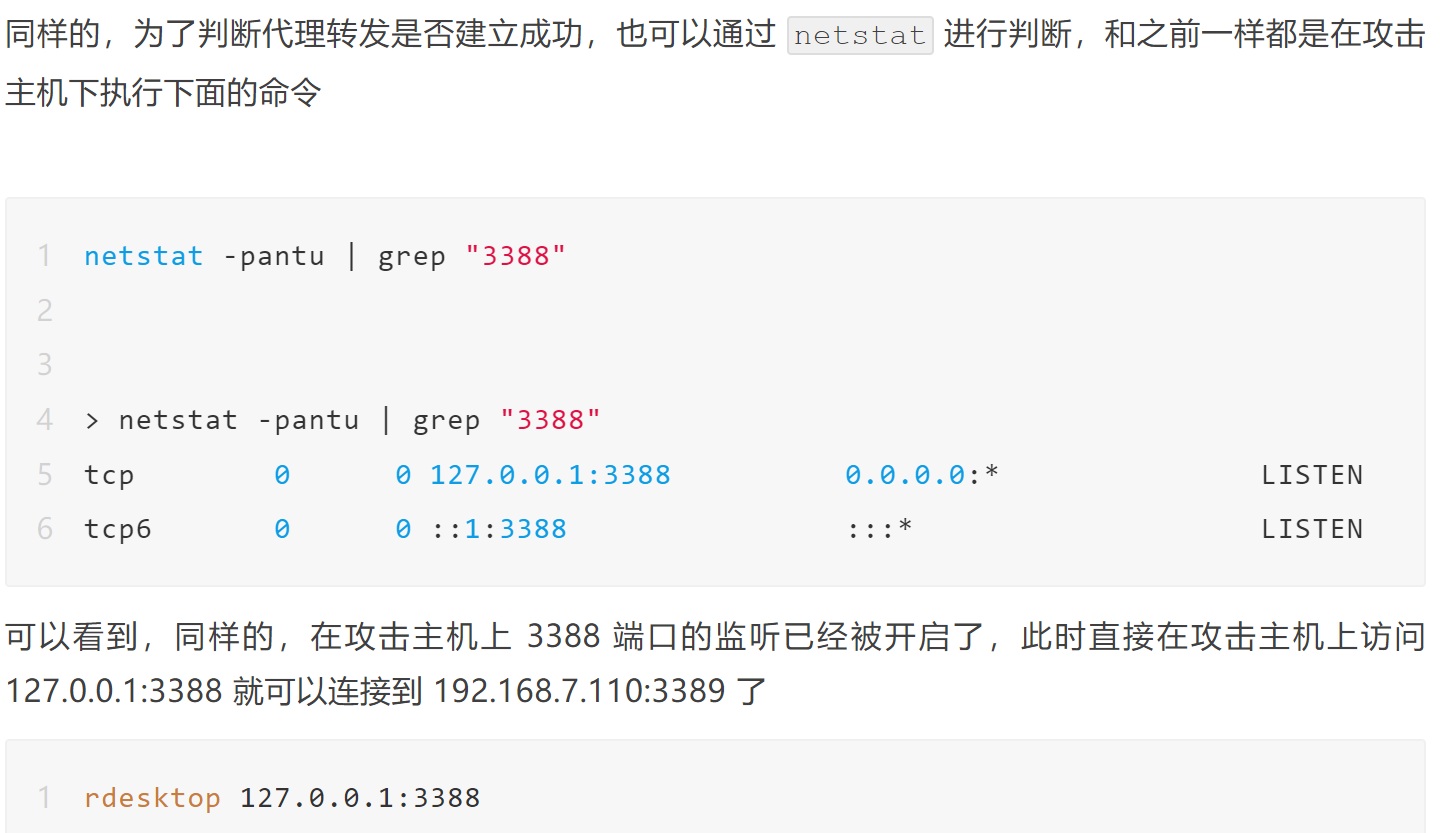 同样的，为了判断代理转发是否建立成功，也可以通过 netstat 进行判断，和之前一样都是在攻击
主机下执行下面的命令
1 netstat -pantu | grep "3388"
2
3
4 > netstat -pantu | grep "3388"
5 tcp        0      0 127.0.0.1:3388          0.0.0.0:*               LISTEN
6 tcp6       0      0 ::1:3388                :::*                    LISTEN
可以看到，同样的，在攻击主机上 3388 端口的监听已经被开启了，此时直接在攻击主机上访问
127.0.0.1:3388 就可以连接到 192.168.7.110:3389 了
1 rdesktop 127.0.0.1:3388